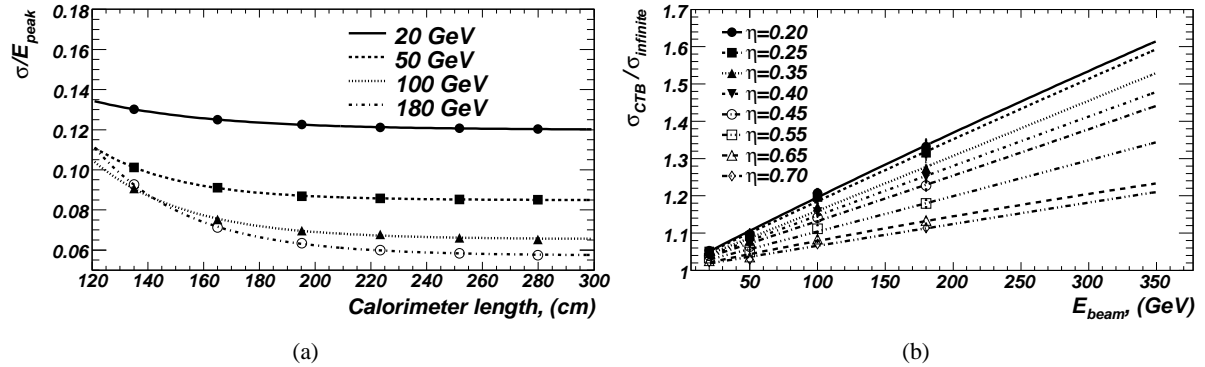 σ/E_peak
0.18
0.16
0.14
0.12
0.10
0.08
0.06
20 GeV
50 GeV
100 GeV
180 GeV
120 140 160 180 200 220 240 260 280 300
Calorimeter length, (cm)
(a)
σ_CTB /σ_infinite
1.7
1.6
1.5
1.4
1.3
1.2
1.1
1
η=0.20
η=0.25
η=0.35
η=0.40
η=0.45
η=0.55
η=0.65
η=0.70
50 100 150 200 250 300 350
E_beam, (GeV)
(b)